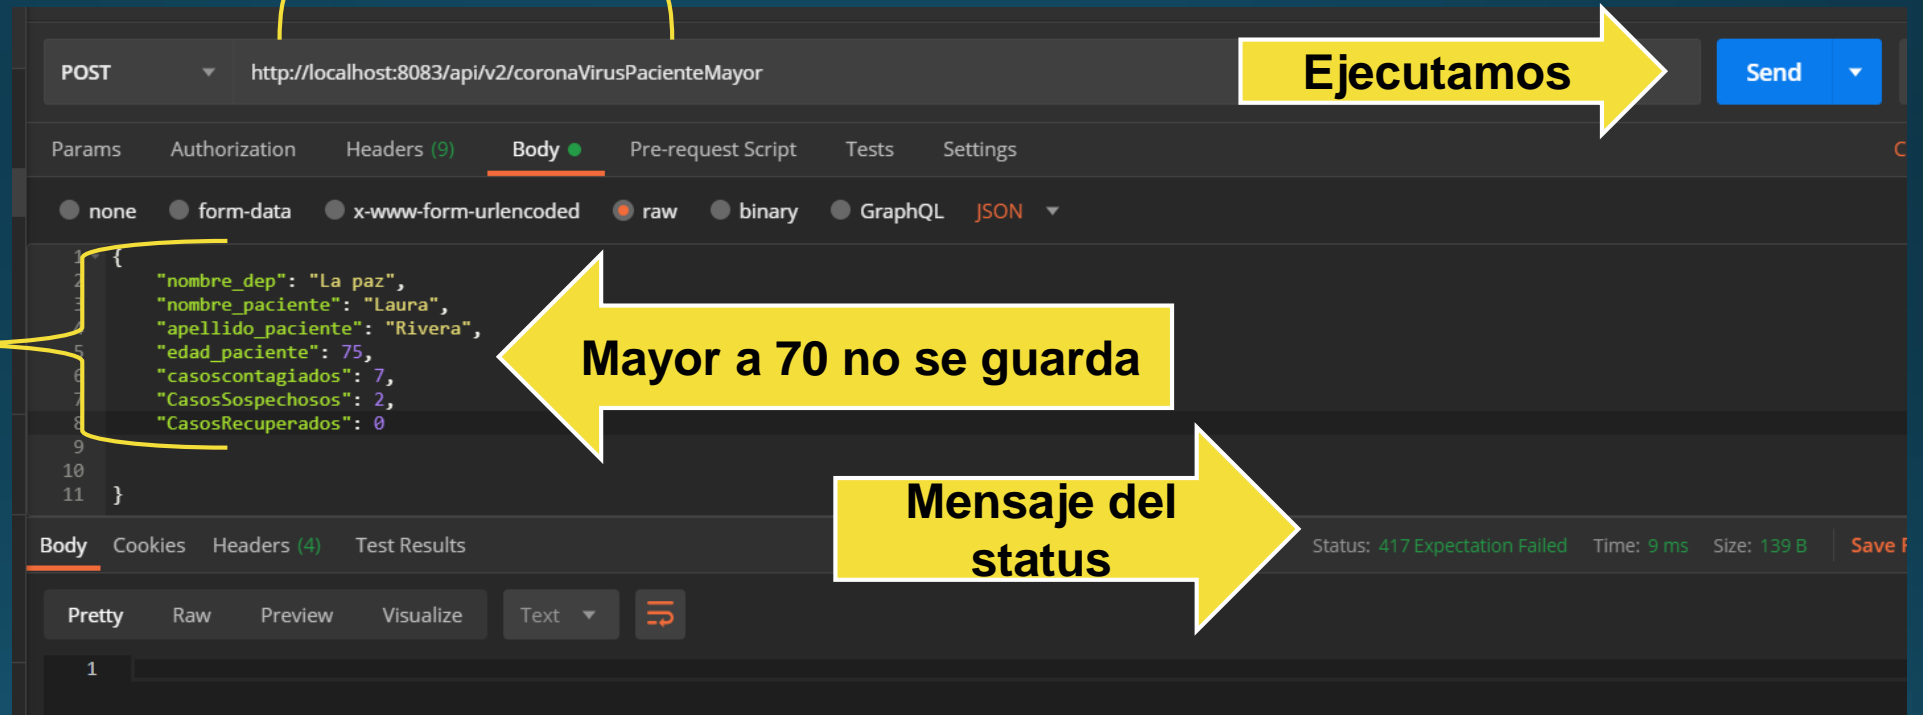 POST http://localhost:8083/api/v2/coronaVirusPacienteMayor Ejecutamos Send
Params Authorization Headers (9) Body Pre-request Script Tests Settings
none form-data x-www-form-urlencoded raw binary GraphQL JSON
1 {
2 "nombre_dep": "La paz",
3 "nombre_paciente": "Laura",
4 "apellido_paciente": "Rivera",
5 "edad_paciente": 75,
6 "casoscontagiados": 7,
7 "CasosSospechosos": 2,
8 "CasosRecuperados": 0
9
10
11 }
Mayor a 70 no se guarda
Mensaje del
status
Body Cookies Headers (4) Test Results Status: 417 Expectation Failed Time: 9 ms Size: 139 B Save
Pretty Raw Preview Visualize Text
1